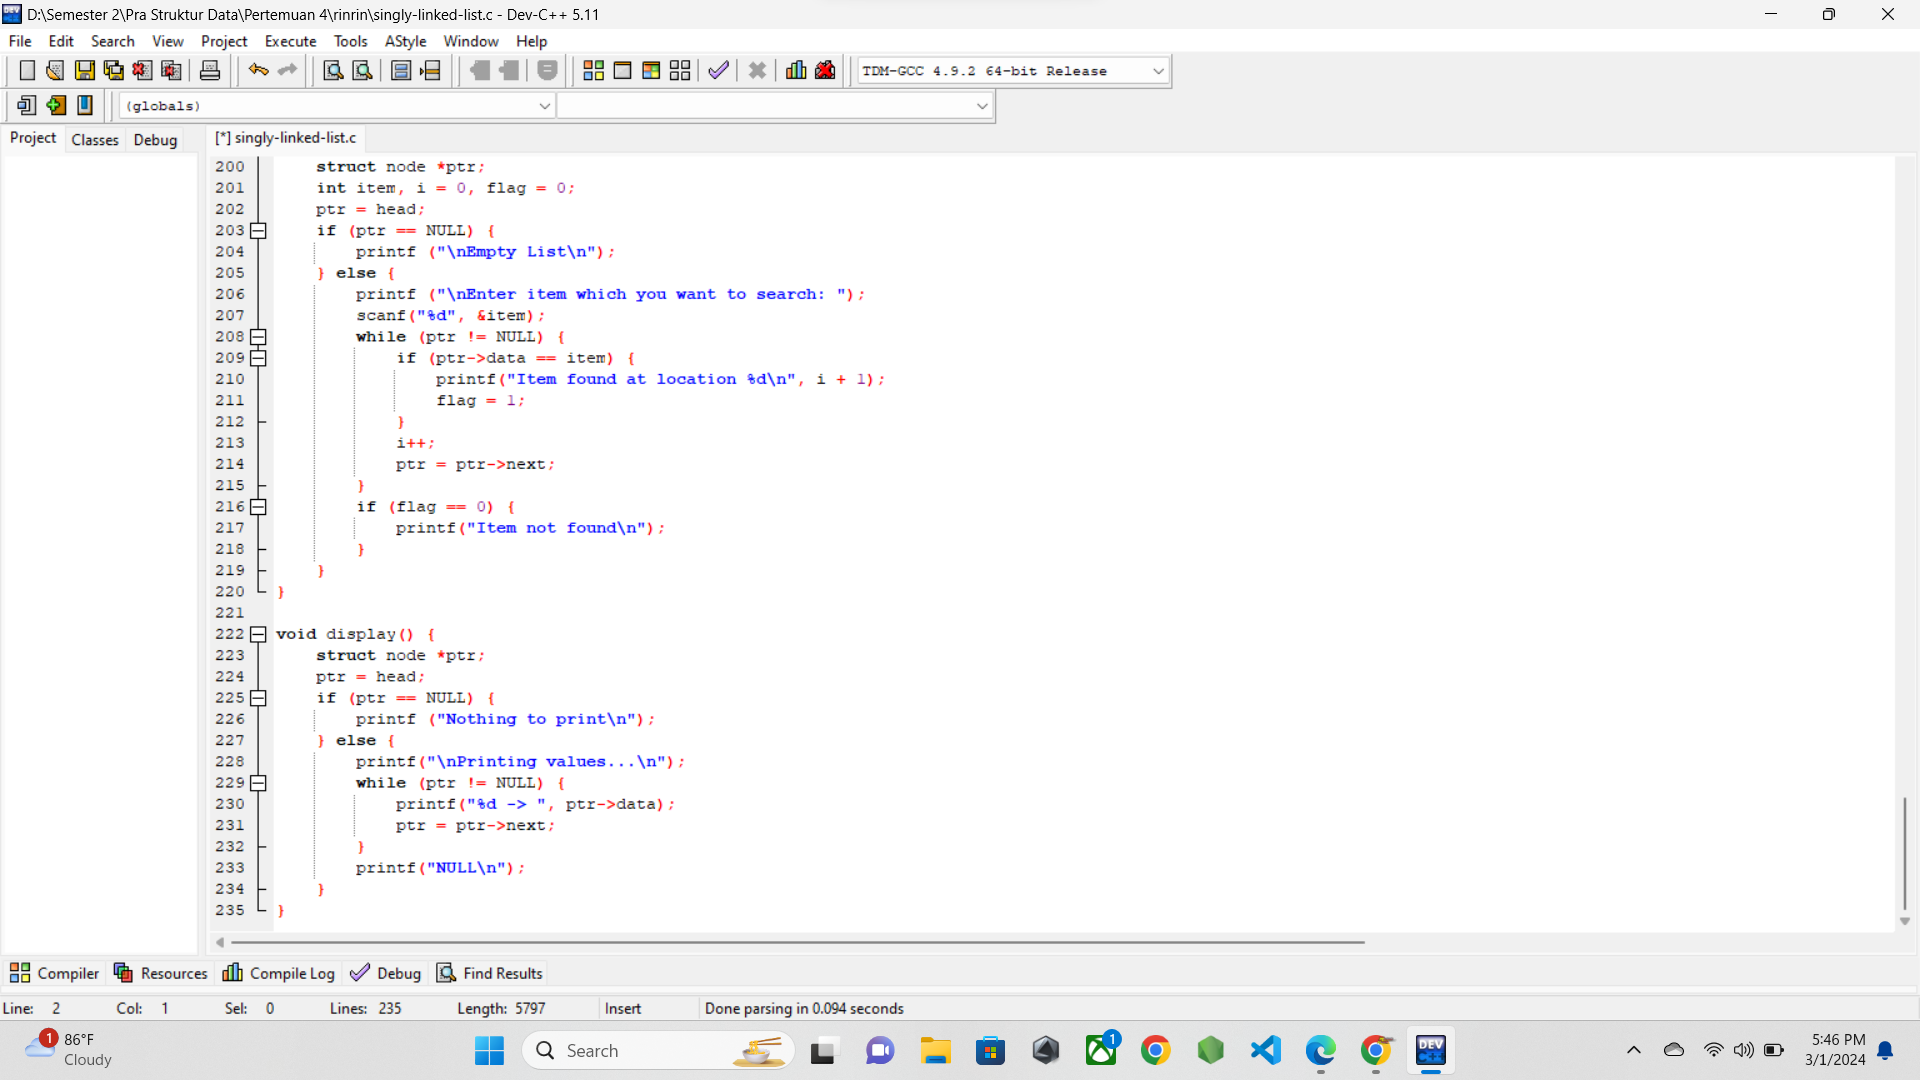 D:\Semester 2\Pra Struktur Data\Pertemuan 4\rinrin\singly-linked-list.c - Dev-C++ 5.11
File Edit Search View Project Execute Tools AStyle Window Help
TDM-GCC 4.9.2 64-bit Release
(globals)
Project Classes Debug [*] singly-linked-list.c
200 struct node *ptr;
201 int item, i = 0, flag = 0;
202 ptr = head;
203 if (ptr == NULL) {
204 printf ("\nEmpty List\n");
205 } else {
206 printf ("\nEnter item which you want to search: ");
207 scanf("%d", &item);
208 while (ptr != NULL) {
209 if (ptr->data == item) {
210 printf("Item found at location %d\n", i + 1);
211 flag = 1;
212 }
213 i++;
214 ptr = ptr->next;
215 }
216 if (flag == 0) {
217 printf("Item not found\n");
218 }
219 }
220 }
221
222 void display() {
223 struct node *ptr;
224 ptr = head;
225 if (ptr == NULL) {
226 printf ("Nothing to print\n");
227 } else {
228 printf("\nPrinting values...\n");
229 while (ptr != NULL) {
230 printf("%d -> ", ptr->data);
231 ptr = ptr->next;
232 }
233 printf("NULL\n");
234 }
235 }
Compiler Resources Compile Log Debug Find Results
Line: 2 Col: 1 Sel: 0 Lines: 235 Length: 5797 Insert Done parsing in 0.094 seconds
1 86°F
Cloudy
Search
1
DEV C++
5:46 PM
3/1/2024